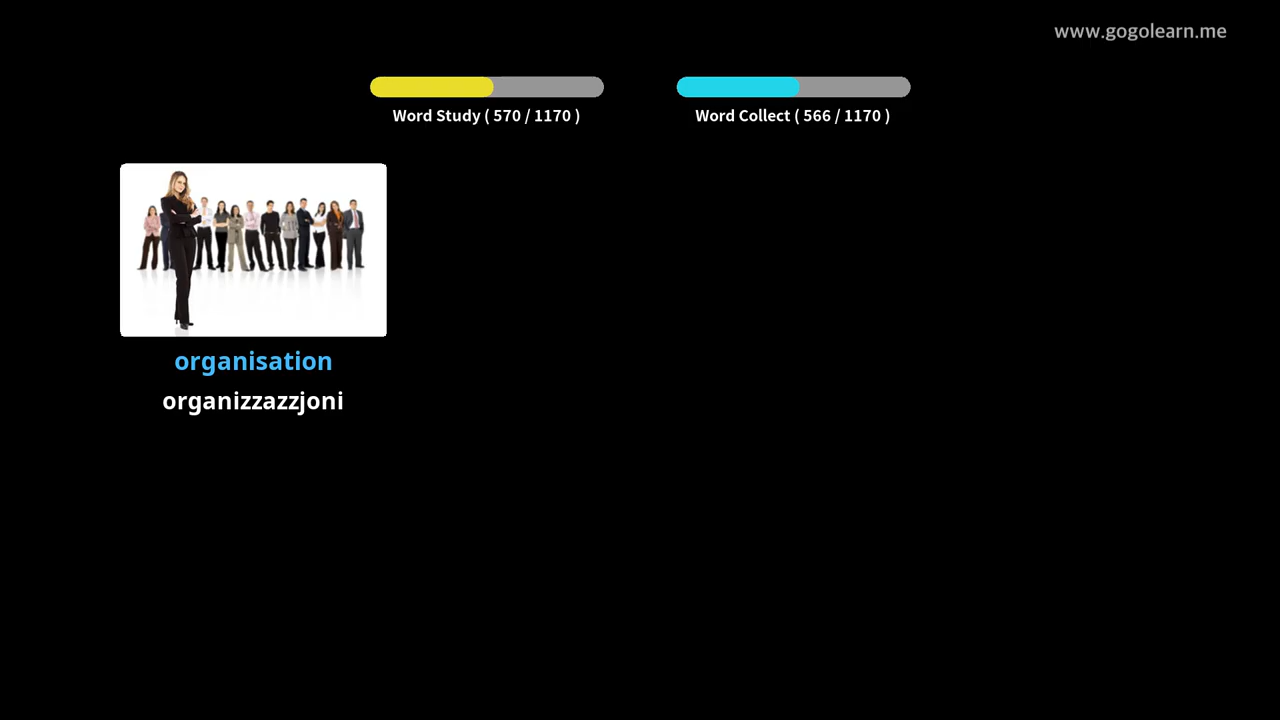 www.gogolearn.me
Word Study ( 570 / 1170 )
Word Collect ( 566 / 1170 )
organisation
organizzazzjoni